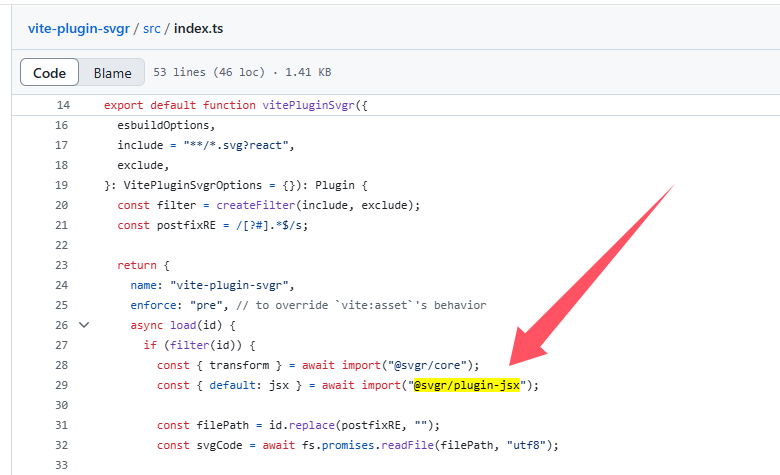 vite-plugin-svgr / src / index.ts
Code Blame 53 lines (46 loc) · 1.41 KB
14 export default function vitePluginSvgr({
16 esbuildOptions,
17 include = "**/*.svg?react",
18 exclude,
19 }: VitePluginSvgrOptions = {}): Plugin {
20 const filter = createFilter(include, exclude);
21 const postfixRE = /[?#].*$/s;
22
23 return {
24 name: "vite-plugin-svgr",
25 enforce: "pre", // to override `vite:asset`'s behavior
26 async load(id) {
27 if (filter(id)) {
28 const { transform } = await import("@svgr/core");
29 const { default: jsx } = await import("@svgr/plugin-jsx");
30
31 const filePath = id.replace(postfixRE, "");
32 const svgCode = await fs.promises.readFile(filePath, "utf8");
33